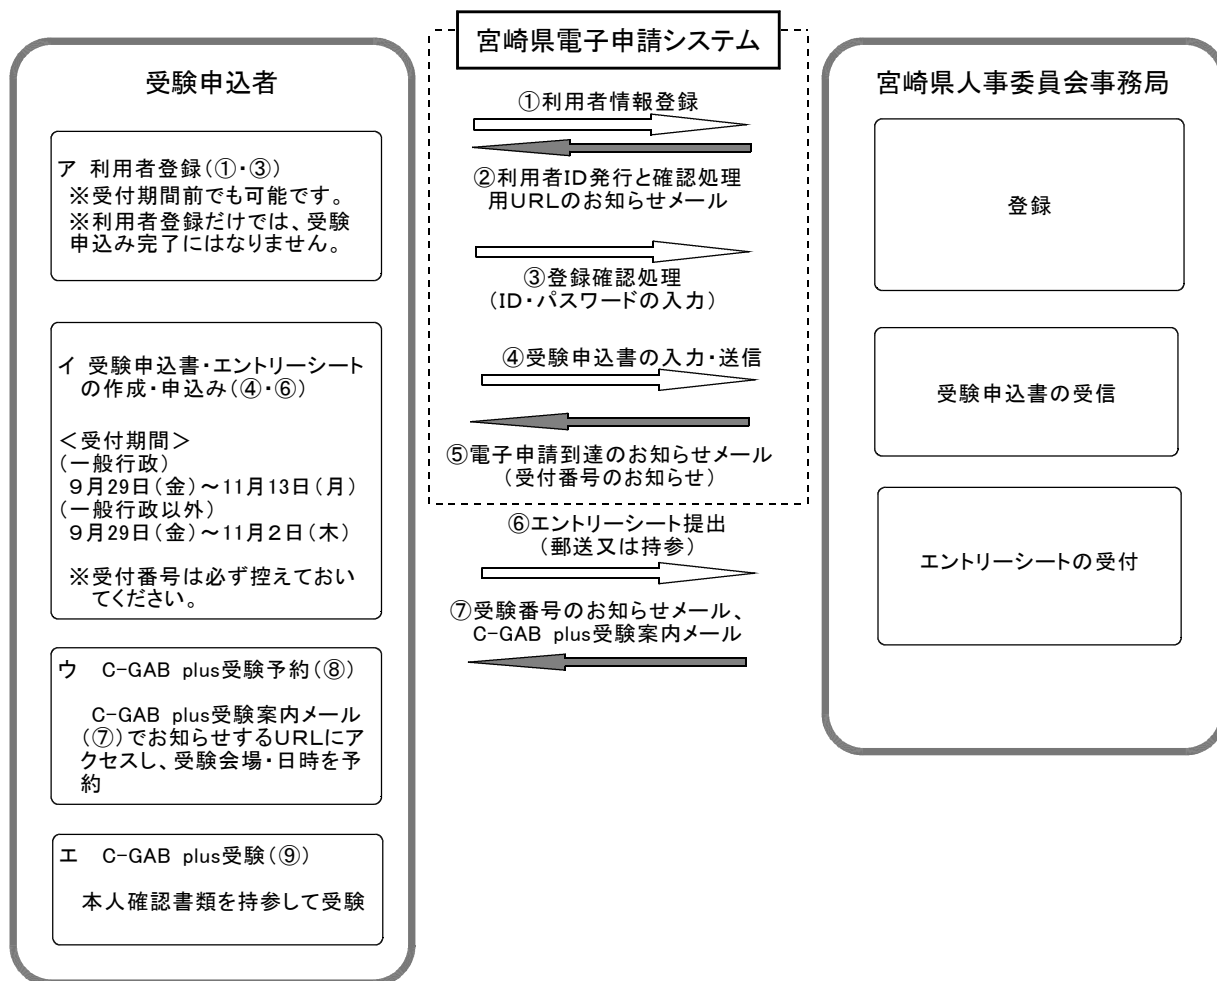 宮崎県電子申請システム
受験申込者
ア 利用者登録(①・③)
※受付期間前でも可能です。
※利用者登録だけでは、受験
申込み完了にはなりません。
イ 受験申込書・エントリーシート
の作成・申込み(④・⑥)
<受付期間>
(一般行政)
9月29日(金)~11月13日(月)
(一般行政以外)
9月29日(金)~11月2日(木)
※受付番号は必ず控えておい
てください。
ウ C-GAB plus受験予約(⑧)
C-GAB plus受験案内メール
(⑦)でお知らせするURLにア
クセスし、受験会場・日時を予
約
エ C-GAB plus受験(⑨)
本人確認書類を持参して受験
①利用者情報登録
②利用者ID発行と確認処理
用URLのお知らせメール
③登録確認処理
(ID・パスワードの入力)
④受験申込書の入力・送信
⑤電子申請到達のお知らせメール
(受付番号のお知らせ)
⑥エントリーシート提出
(郵送又は持参)
⑦受験番号のお知らせメール、
C-GAB plus受験案内メール
宮崎県人事委員会事務局
登録
受験申込書の受信
エントリーシートの受付